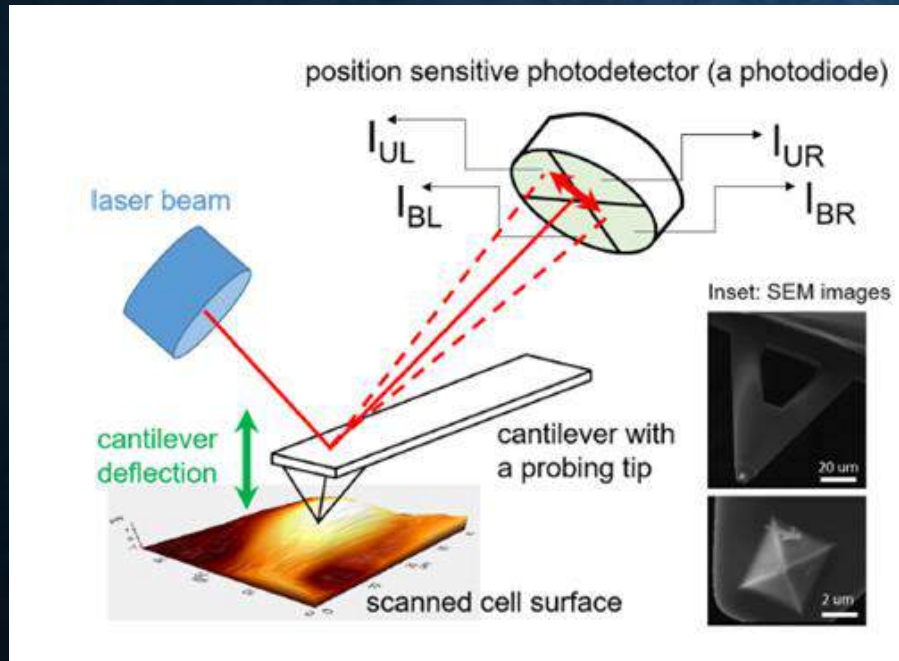 position sensitive photodetector (a photodiode)
I_UL
I_UR
I_BL
I_BR
laser beam
Inset: SEM images
cantilever
deflection
cantilever with
a probing tip
20 um
2 um
scanned cell surface